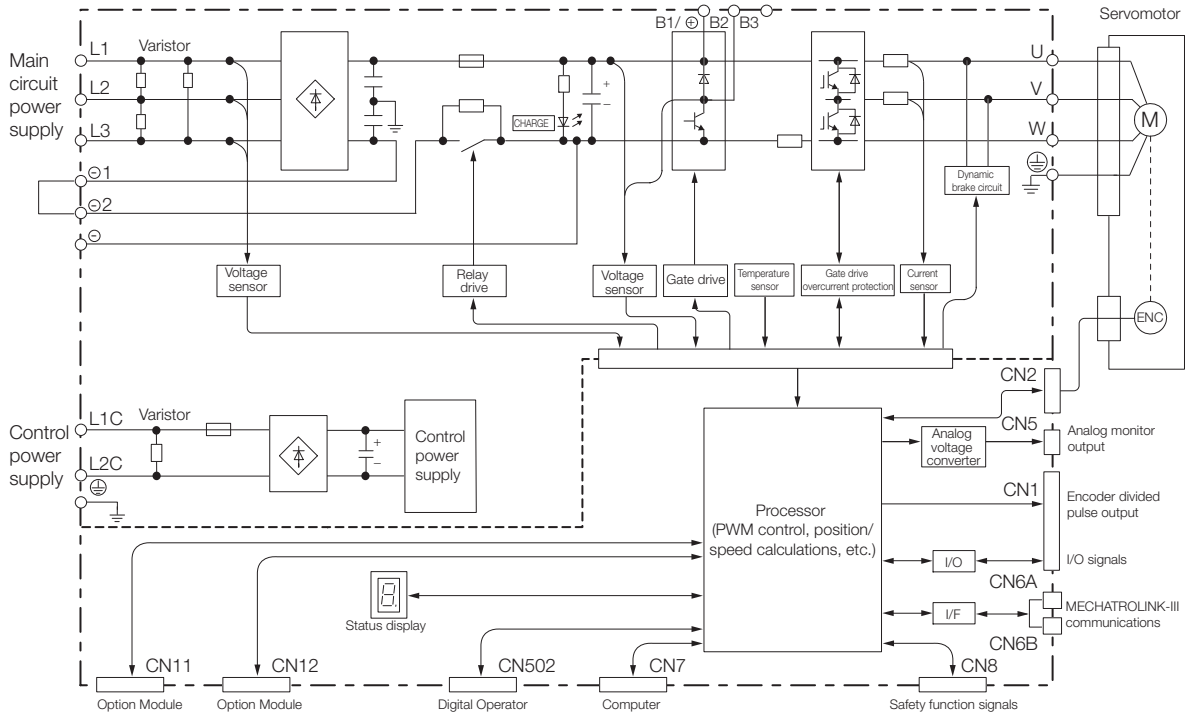 B1/ ⊕ B2 B3
Servomotor
Main
circuit
power
supply
L1
Varistor
L2
L3
⊖1
⊖2
⊖
+
−
CHARGE
U
V
W
M
Dynamic
brake circuit
Voltage
sensor
Relay
drive
Voltage
sensor
Gate drive
Temperature
sensor
Gate drive
overcurrent protection
Current
sensor
ENC
Control
power
supply
L1C
Varistor
L2C
+
−
Control
power
supply
CN2
CN5
Analog
voltage
converter
Analog monitor
output
CN1
Encoder divided
pulse output
Processor
(PWM control, position/
speed calculations, etc.)
I/O
I/O signals
CN6A
I/F
MECHATROLINK-III
communications
CN6B
8.
Status display
CN11
CN12
CN502
CN7
CN8
Option Module
Option Module
Digital Operator
Computer
Safety function signals